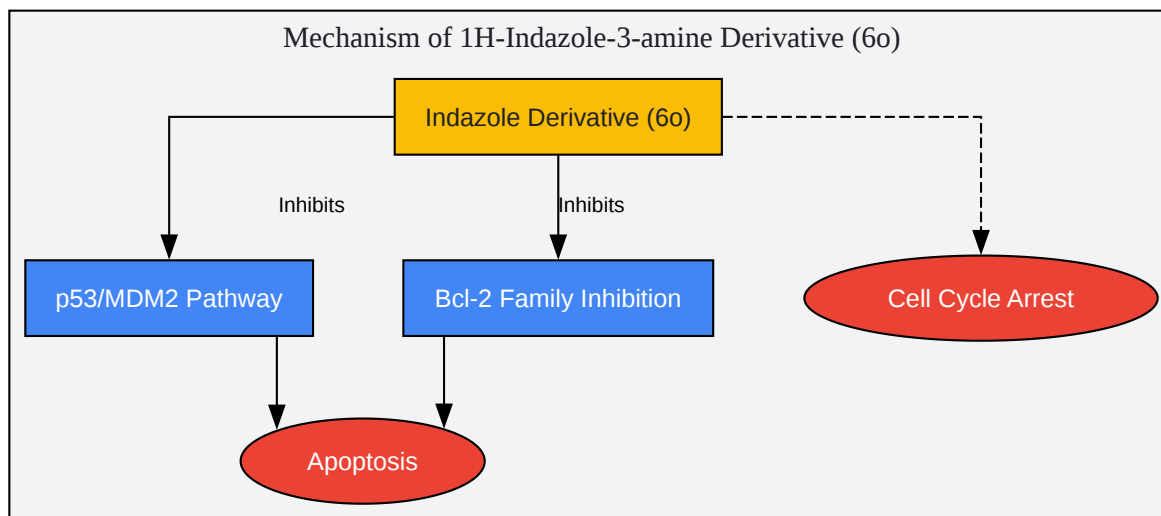 Mechanism of 1H-Indazole-3-amine Derivative (6o)
Indazole Derivative (6o)
Inhibits
Inhibits
p53/MDM2 Pathway
Bcl-2 Family Inhibition
Cell Cycle Arrest
Apoptosis